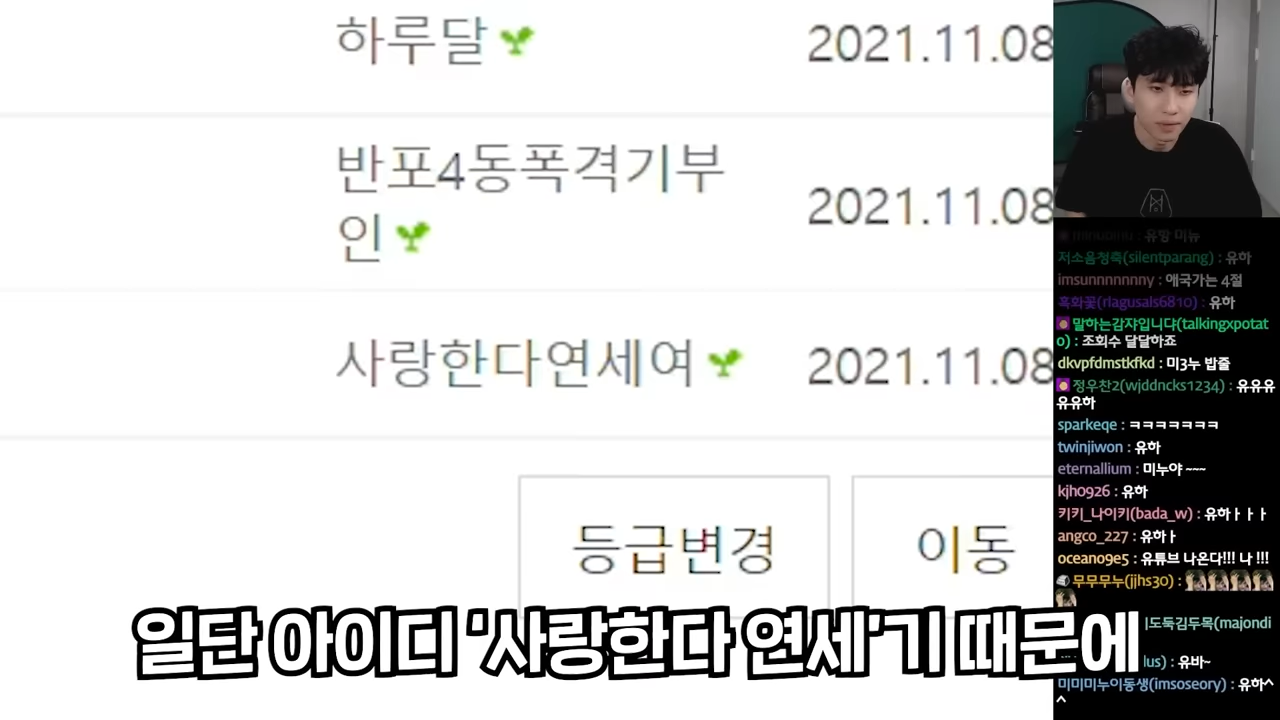 하루달
2021.11.08
반포4동폭격기부
인
2021.11.08
사랑한다연세여
2021.11.08
등급변경
이동
일단 아이디 '사랑한다 연세'기 때문에
: 유항 미뉴
저소음청축(silentparang) : 유하
imsunnnnnnny : 애국가는 4절
흑화꽃(rlagusals6810) : 유하
말하는감쟈입니댜(talkingxpotat
o) : 조회수 달달하죠
dkvpfdmstkfkd : 미3누 밥줄
정우찬2(wjddncks1234) : 유유유
유유하
sparkeqe : ㅋㅋㅋㅋㅋㅋㅋ
twinjiwon : 유하
eternallium : 미누야 ~~~
kjh0926 : 유하
키키_나이키(bada_w) : 유하ㅏㅏㅏ
angco_227 : 유하ㅏ
oceano9e5 : 유튜브 나온다!!! 나 !!!
무무무누(jjhs30) :
도둑김두목(majondi
lus) : 유바~
미미미누이동생(imsoseory) : 유하^
^